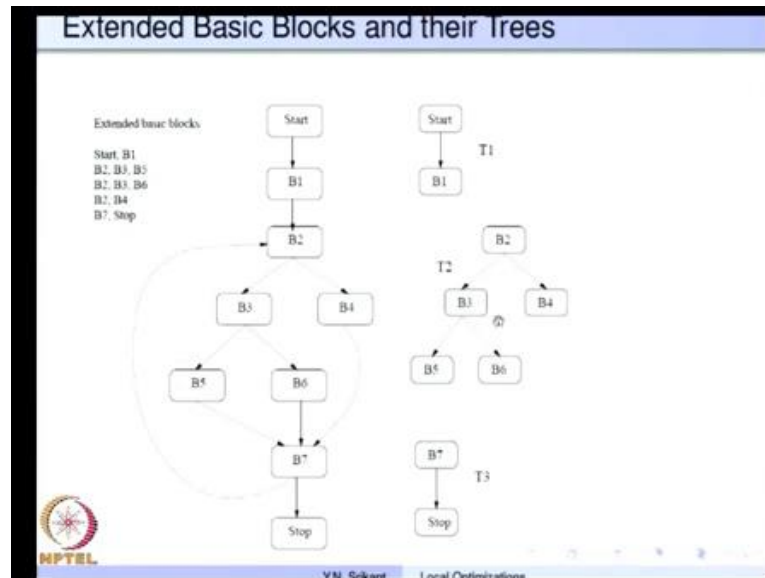 Extended Basic Blocks and their Trees
Extended basic blocks
Start, B1
B2, B3, B5
B2, B3, B6
B2, B4
B7, Stop
Start
B1
B2
B3
B4
B5
B6
B7
Stop
Start
T1
B1
B2
T2
B3
B4
B5
B6
B7
T3
Stop
NPTEL
Y.N. Srikant
Local Optimizations